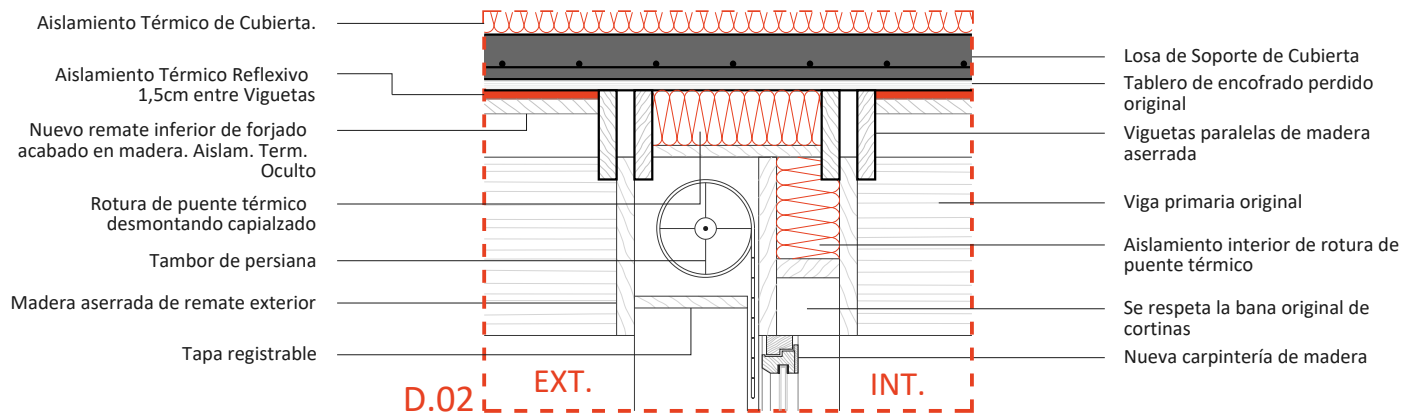 Aislamiento Térmico de Cubierta.
Aislamiento Térmico Reflexivo
1,5cm entre Viguetas
Nuevo remate inferior de forjado
acabado en madera. Aislam. Term.
Oculto
Rotura de puente térmico
desmontando capialzado
Tambor de persiana
Madera aserrada de remate exterior
Tapa registrable
D.02
EXT.
INT.
Losa de Soporte de Cubierta
Tablero de encofrado perdido
original
Viguetas paralelas de madera
aserrada
Viga primaria original
Aislamiento interior de rotura de
puente térmico
Se respeta la bana original de
cortinas
Nueva carpintería de madera